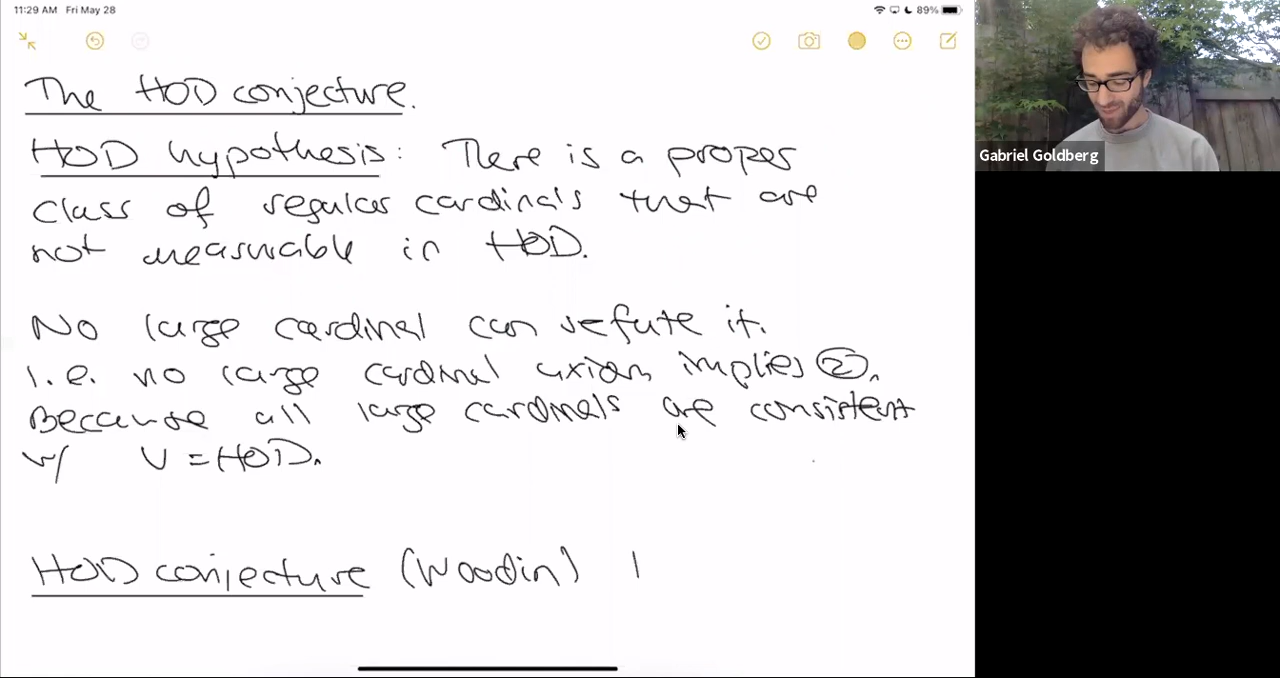 11:29 AM Fri May 28
89%
The HOD conjecture.
HOD hypothesis: There is a proper
class of regular cardinals that are
not measurable in HOD.
No large cardinal can refute it.
I.e. no large cardinal axiom implies ②.
Because all large cardinals are consistent
w/ V = HOD.
HOD conjecture (Woodin)
Gabriel Goldberg